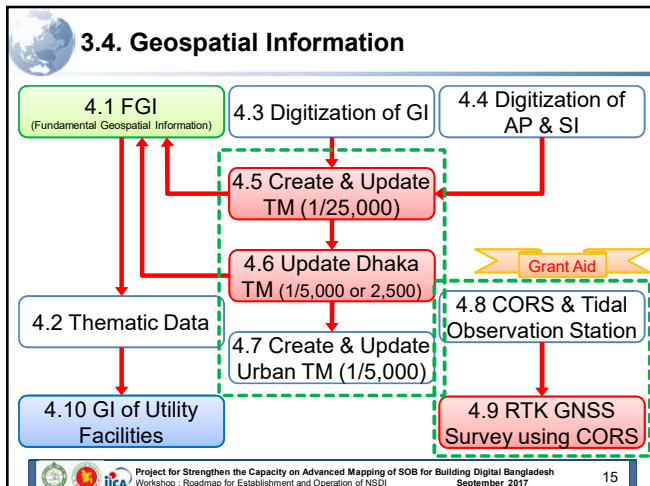 3.4. Geospatial Information
4.1 FGI
(Fundamental Geospatial Information)
4.3 Digitization of GI
4.4 Digitization of
AP & SI
4.5 Create & Update
TM (1/25,000)
4.6 Update Dhaka
TM (1/5,000 or 2,500)
Grant Aid
4.2 Thematic Data
4.7 Create & Update
Urban TM (1/5,000)
4.8 CORS & Tidal
Observation Station
4.10 GI of Utility
Facilities
4.9 RTK GNSS
Survey using CORS
jica
Project for Strengthen the Capacity on Advanced Mapping of SOB for Building Digital Bangladesh
Workshop : Roadmap for Establishment and Operation of NSDI September 2017
15